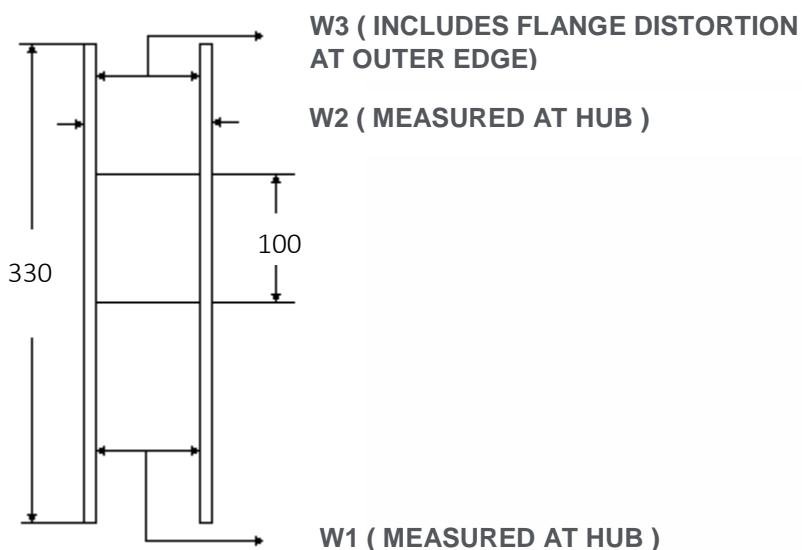 W3 ( INCLUDES FLANGE DISTORTION
AT OUTER EDGE)
W2 ( MEASURED AT HUB )
100
330
W1 ( MEASURED AT HUB )